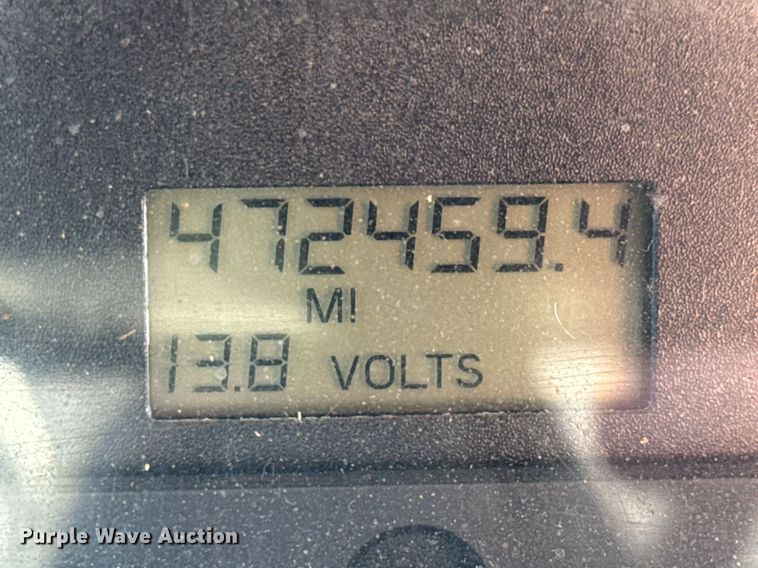 472459.4
MI
13.8 VOLTS
Purple Wave Auction